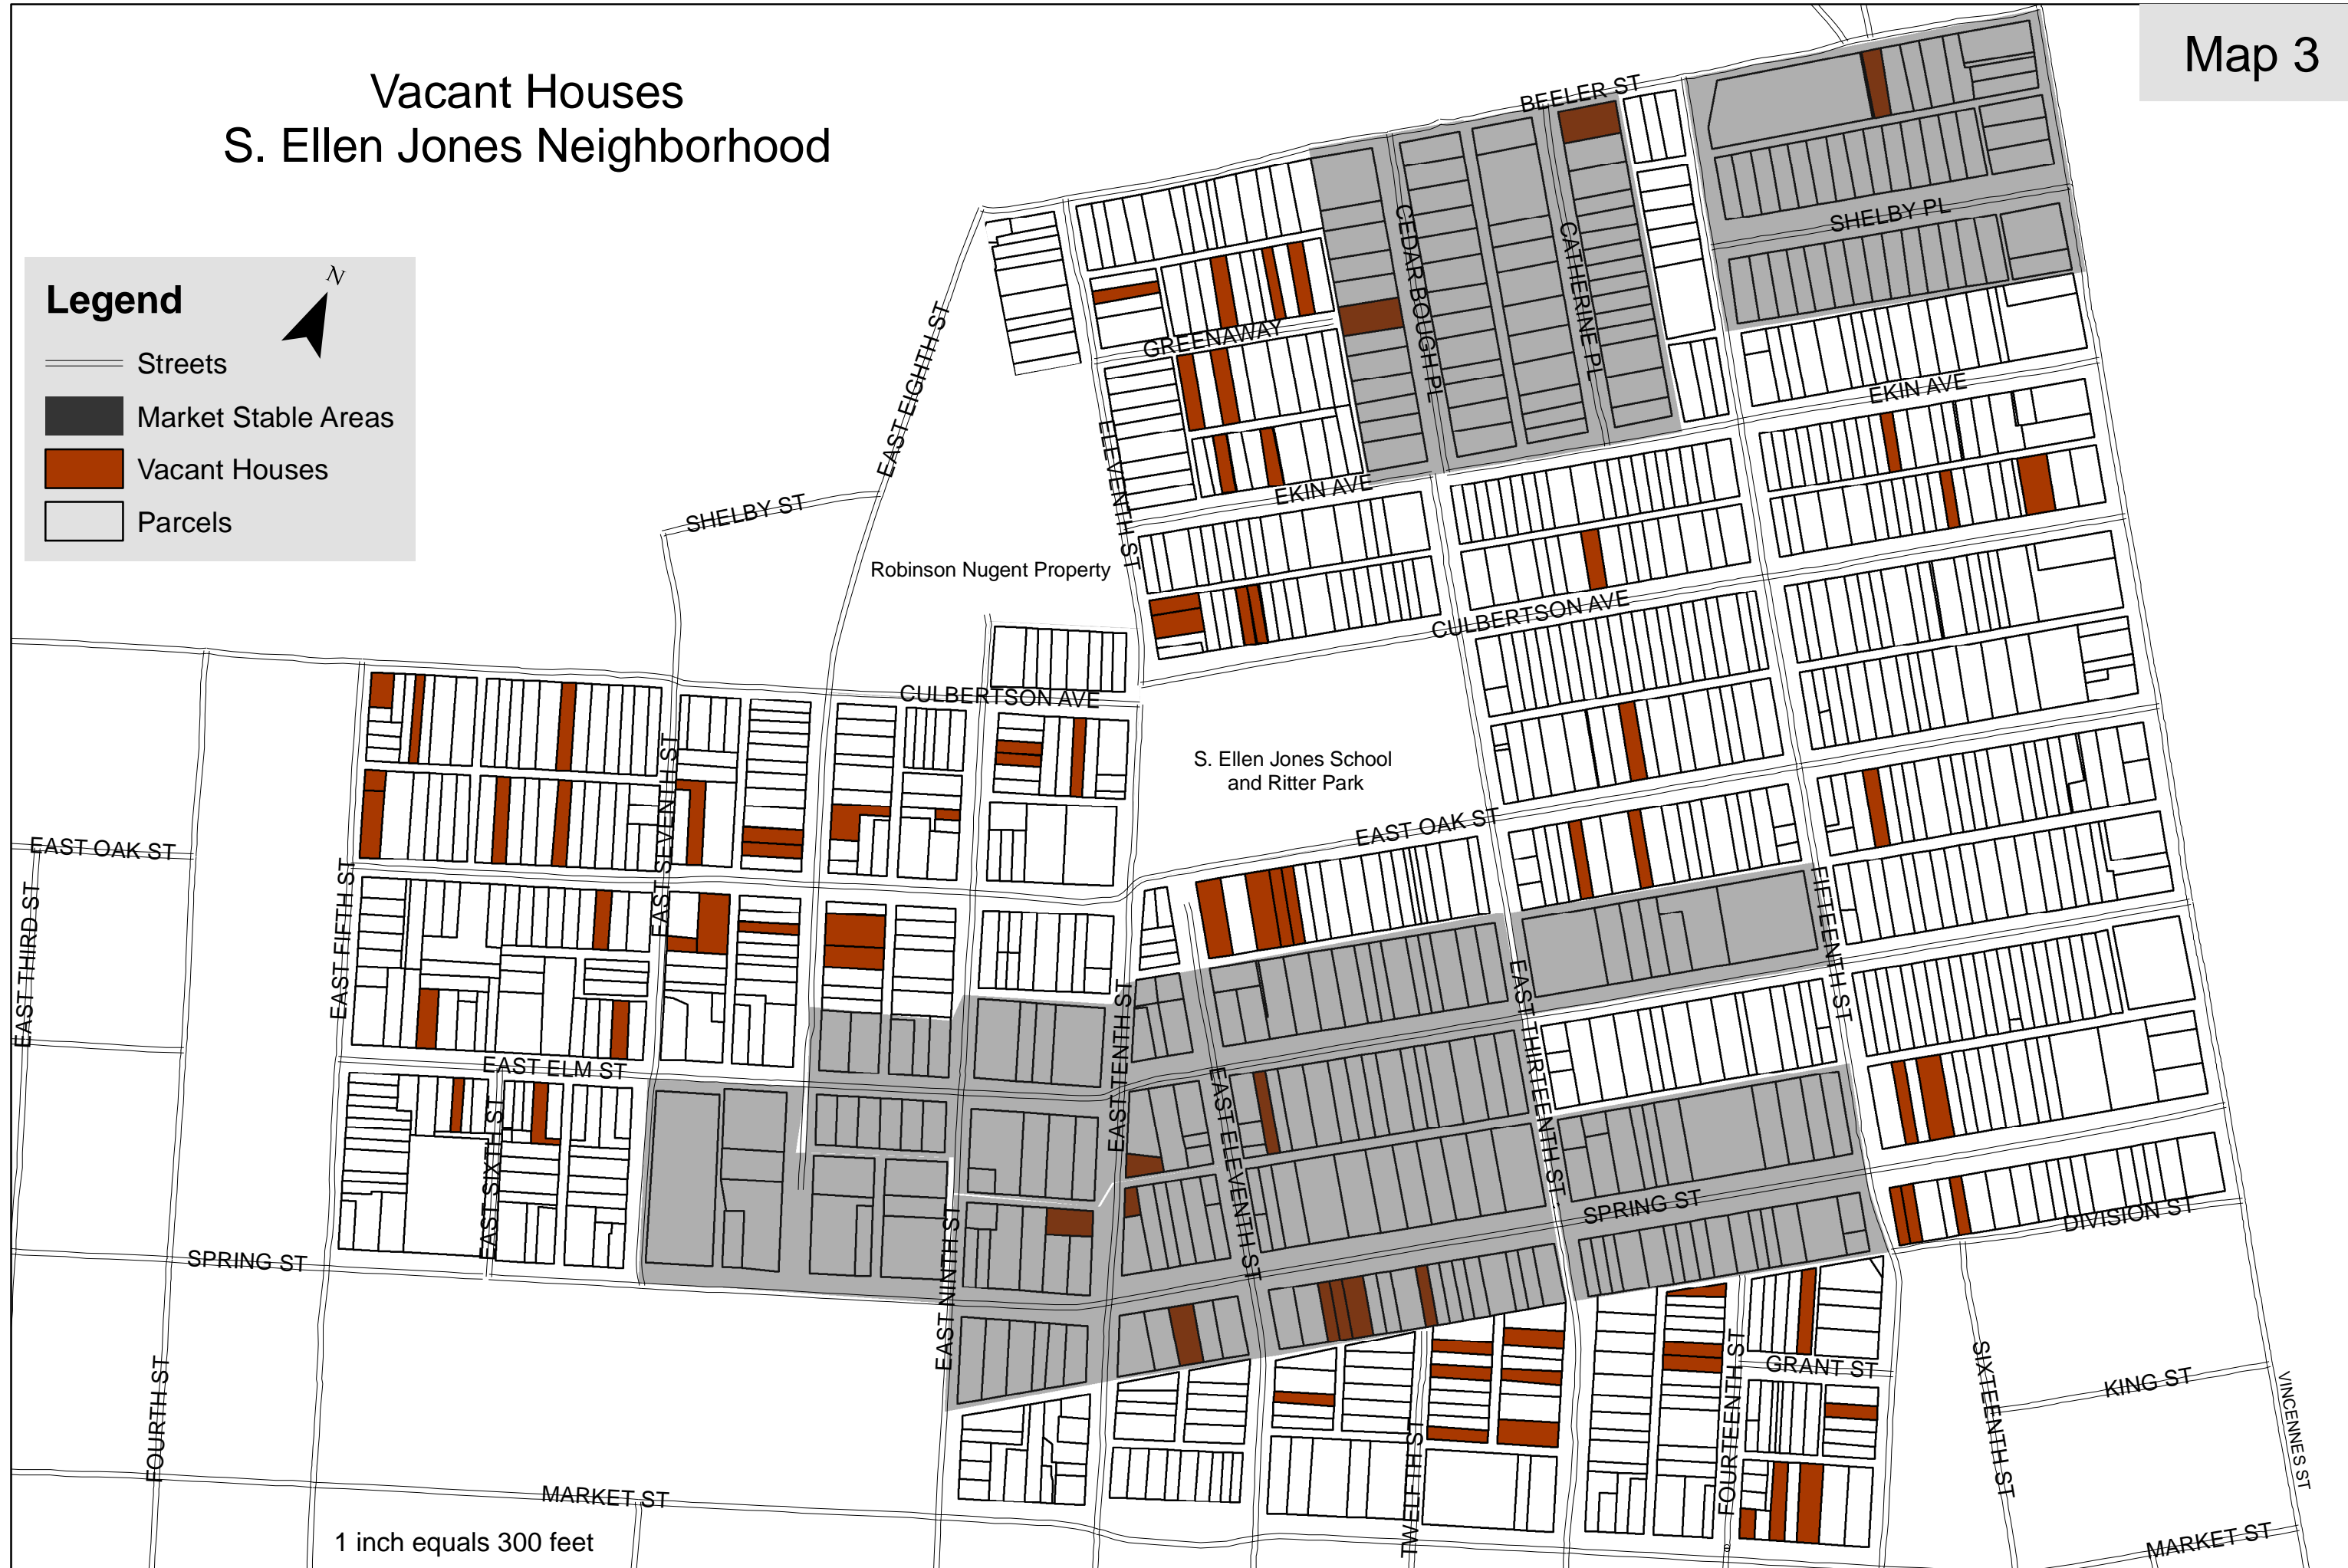 Map 3
Vacant Houses
S. Ellen Jones Neighborhood
Legend
N
Streets
Market Stable Areas
Vacant Houses
Parcels
BEELER ST
SHELBY PL
CEDAR BOUGH PL
CATHERINE PL
GREENAWAY
EKIN AVE
EKIN AVE
EAST EIGHTH ST
ELEVENTH ST
SHELBY ST
Robinson Nugent Property
CULBERTSON AVE
CULBERTSON AVE
S. Ellen Jones School
and Ritter Park
EAST OAK ST
EAST OAK ST
EAST THIRD ST
EAST FIFTH ST
EAST SEVENTH ST
FIFTEENTH ST
EAST TENTH ST
EAST ELEVENTH ST
EAST THIRTEENTH ST
EAST ELM ST
EAST SIXTH ST
EAST NINTH ST
SPRING ST
SPRING ST
DIVISION ST
FOURTH ST
MARKET ST
TWELFTH ST
FOURTEENTH ST
GRANT ST
SIXTEENTH ST
KING ST
VINCENNES ST
MARKET ST
1 inch equals 300 feet